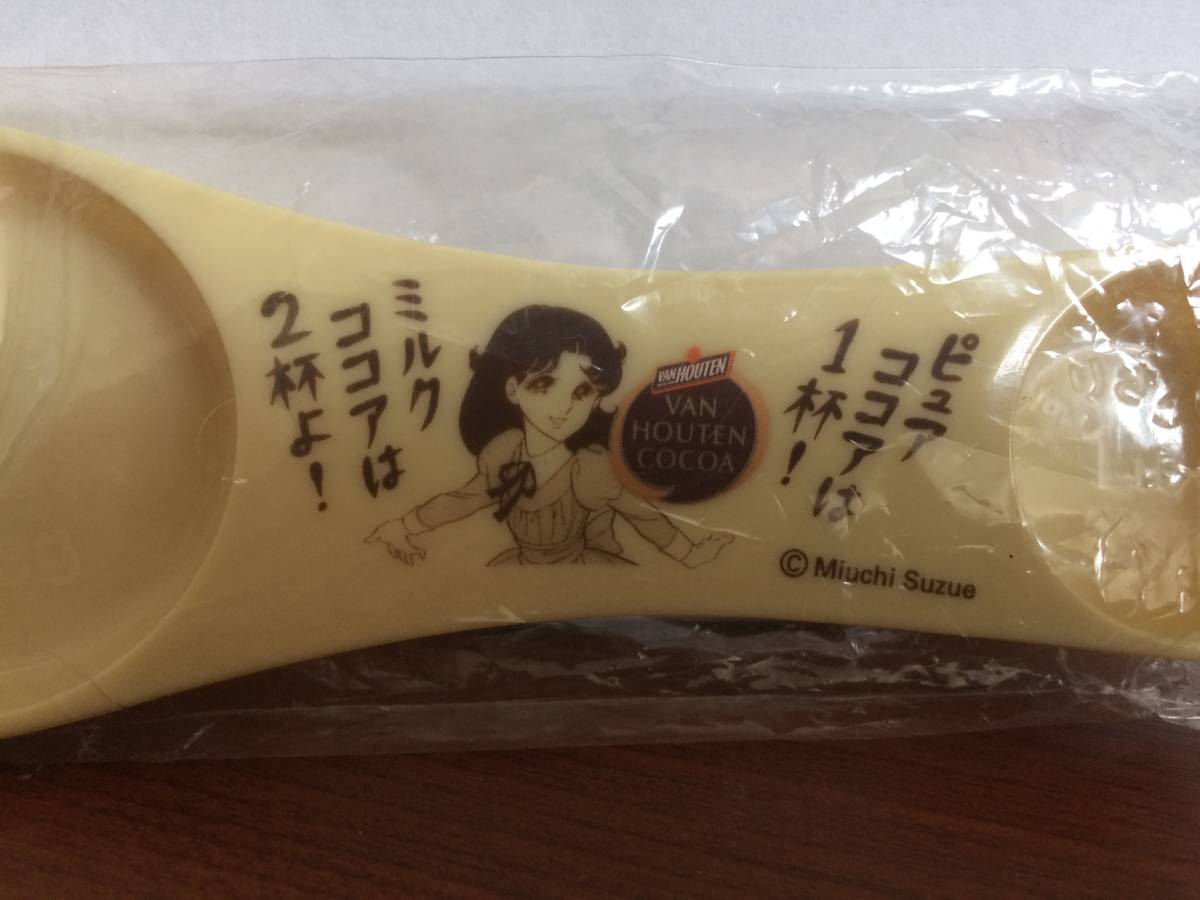 ピュア
ココアは
1杯!
VAN HOUTEN
VAN
HOUTEN
COCOA
ミルク
ココアは
2杯よ!
© Miuchi Suzue